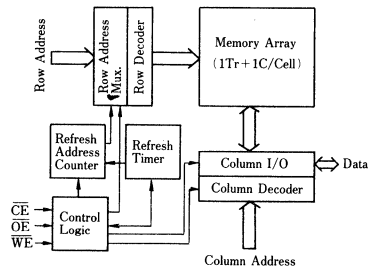 Row Address
Row Address
Mux.
Row Decoder
Memory Array
(1Tr+1C/Cell)
Refresh
Address
Counter
Refresh
Timer
Column I/O
Data
Column Decoder
CE
OE
WE
Control
Logic
Column Address